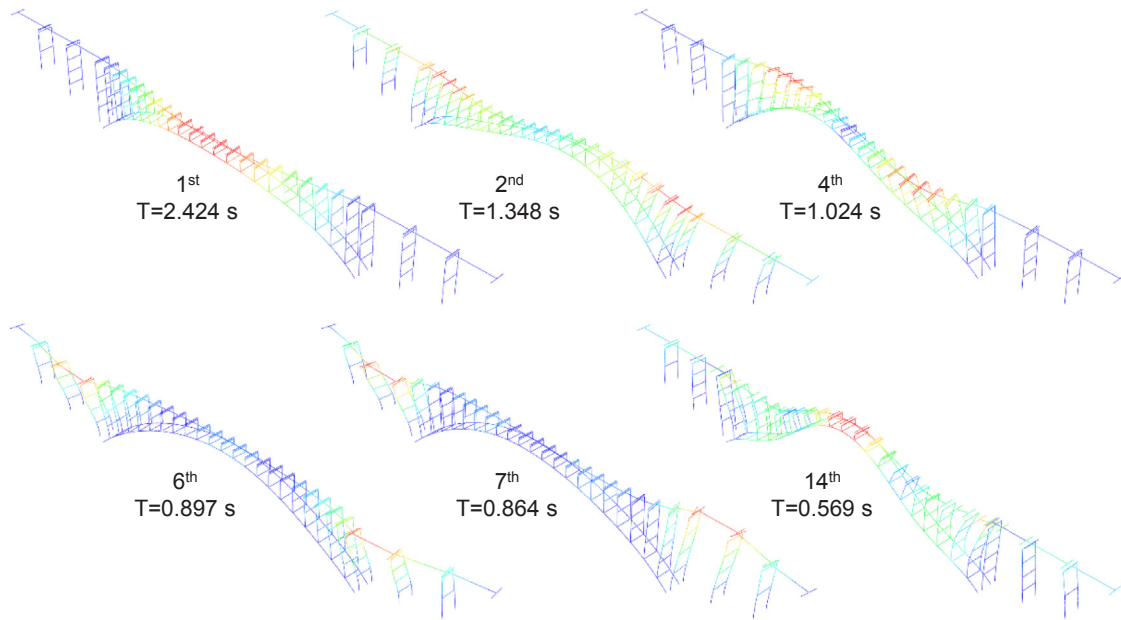 1st
T=2.424 s
2nd
T=1.348 s
4th
T=1.024 s
6th
T=0.897 s
7th
T=0.864 s
14th
T=0.569 s